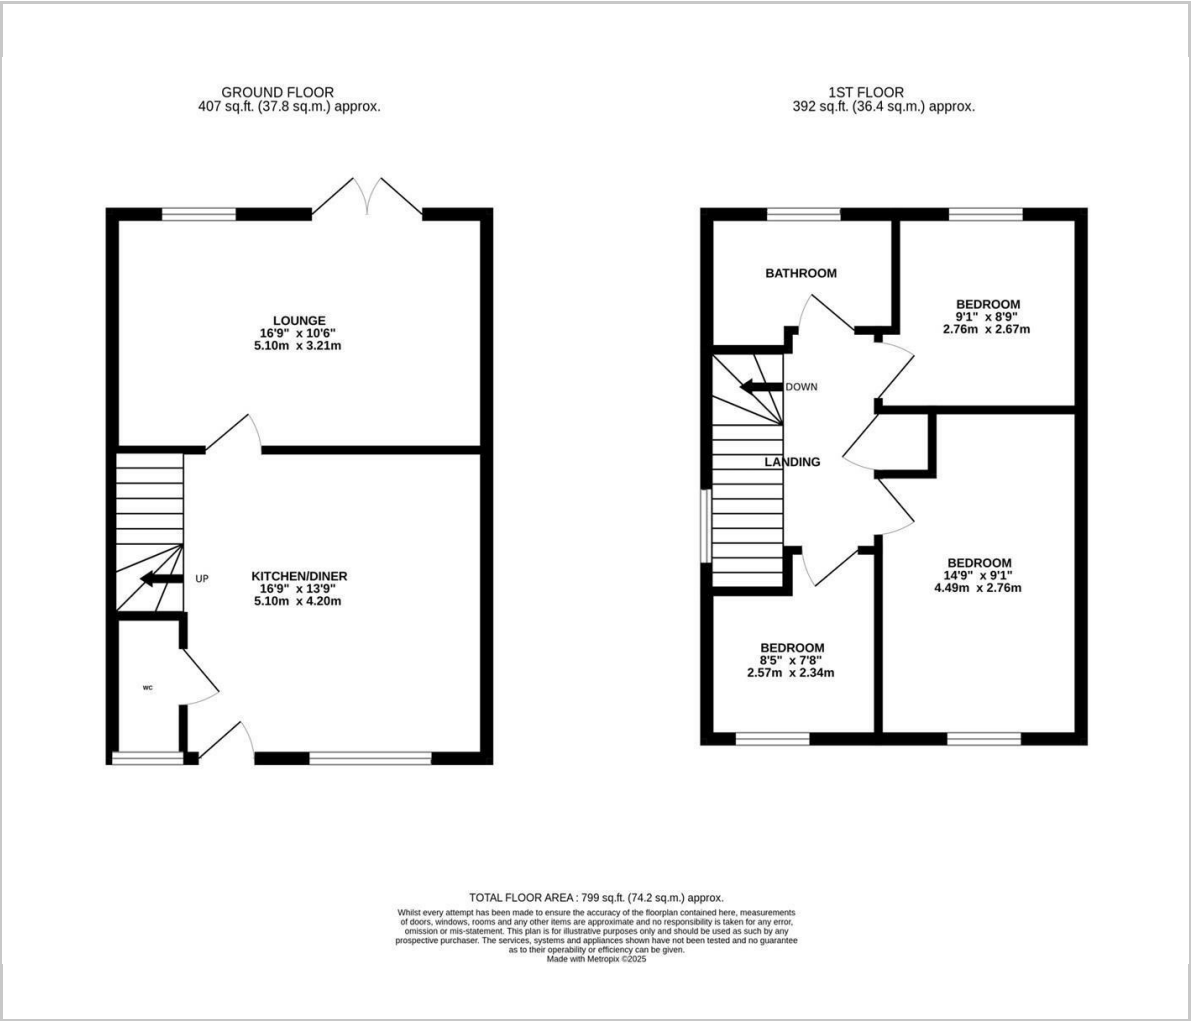 GROUND FLOOR
407 sq.ft. (37.8 sq.m.) approx.
LOUNGE
16'9" x 10'6"
5.10m x 3.21m
UP
KITCHEN/DINER
16'9" x 13'9"
5.10m x 4.20m
WC
1ST FLOOR
392 sq.ft. (36.4 sq.m.) approx.
BATHROOM
BEDROOM
9'1" x 8'9"
2.76m x 2.67m
DOWN
LANDING
BEDROOM
14'9" x 9'1"
4.49m x 2.76m
BEDROOM
8'5" x 7'8"
2.57m x 2.34m
TOTAL FLOOR AREA : 799 sq.ft. (74.2 sq.m.) approx.
Whilst every attempt has been made to ensure the accuracy of the floorplan contained here, measurements
of doors, windows, rooms and any other items are approximate and no responsibility is taken for any error,
omission or mis-statement. This plan is for illustrative purposes only and should be used as such by any
prospective purchaser. The services, systems and appliances shown have not been tested and no guarantee
as to their operability or efficiency can be given.
Made with Metropix ©2025